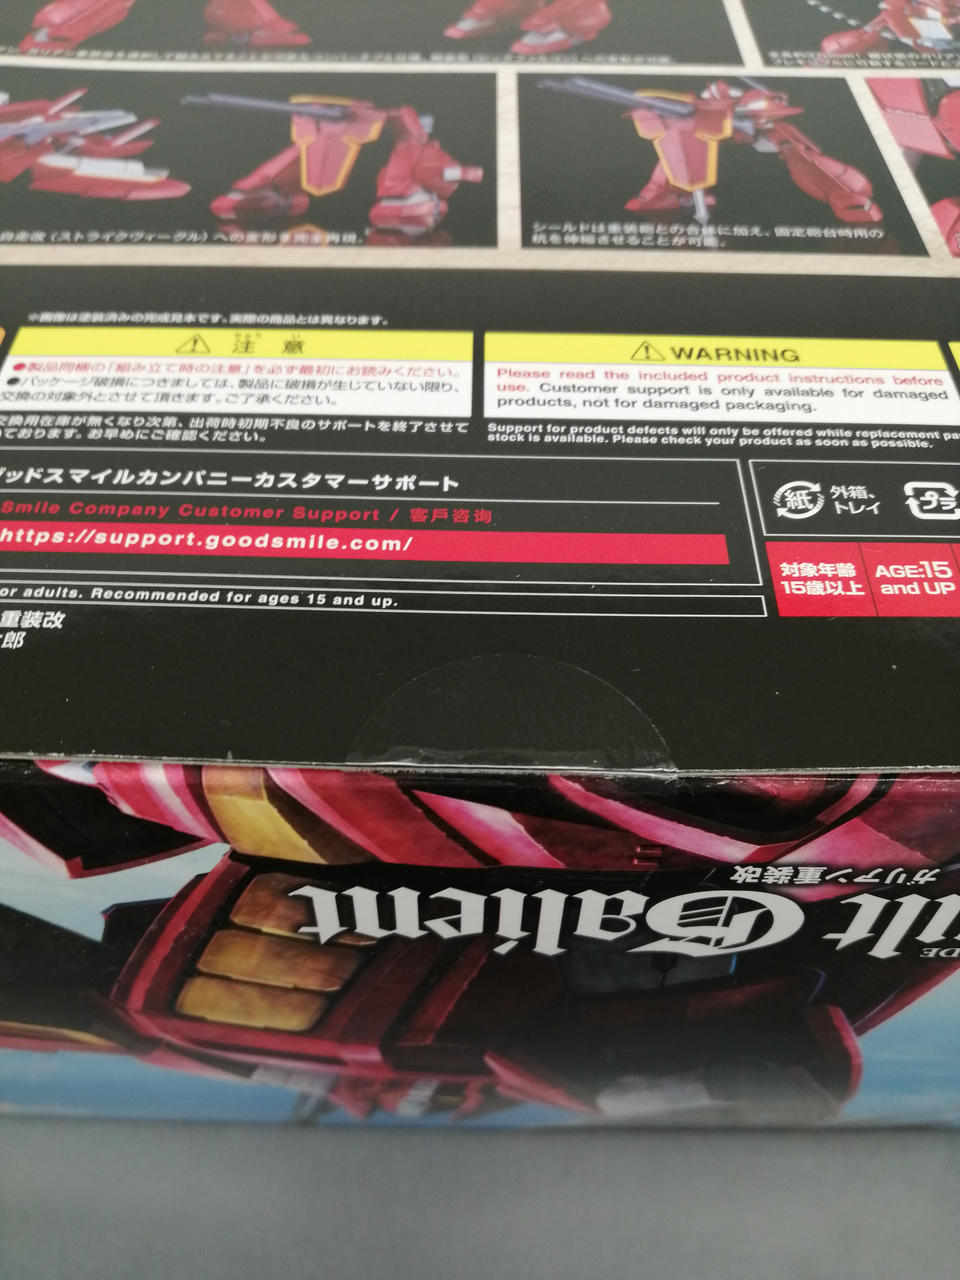 自走改（ストライクヴィークル）への変形を完全再現。
シールドは重装砲との合体に加え、固定砲台時用の
杭を伸縮させることが可能。
※画像は塗装済みの完成見本です。実際の商品とは異なります。
注意
●製品同梱の「組み立て時の注意」を必ず最初にお読みください。
●パッケージ破損につきましては、製品に破損が生じていない限り、
交換の対象外とさせて頂きます。ご了承ください。
WARNING
Please read the included product instructions before
use. Customer support is only available for damaged
products, not for damaged packaging.
交換用在庫が無くなり次第、出荷時初期不良のサポートを終了させて
ております。お早めにご確認ください。
Support for product defects will only be offered while replacement pa
stock is available. Please check your product as soon as possible.
グッドスマイルカンパニーカスタマーサポート
Smile Company Customer Support / 客戶咨询
https://support.goodsmile.com/
紙
外箱、
トレイ
プラ
対象年齢
15歳以上
AGE:15
and UP
or adults. Recommended for ages 15 and up.
重装改
郎
ガリアン重装改
ult Galient
DE